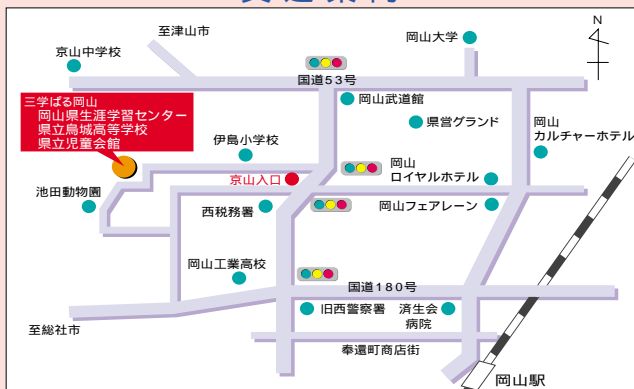 至津山市
岡山大学
N
京山中学校
国道53号
三学ぱる岡山
岡山県生涯学習センター
県立烏城高等学校
県立児童会館
岡山武道館
県営グランド
岡山
カルチャーホテル
伊島小学校
京山入口
岡山
ロイヤルホテル
池田動物園
西税務署
岡山フェアレーン
岡山工業高校
国道180号
至総社市
旧西警察署
済生会
病院
奉還町商店街
岡山駅